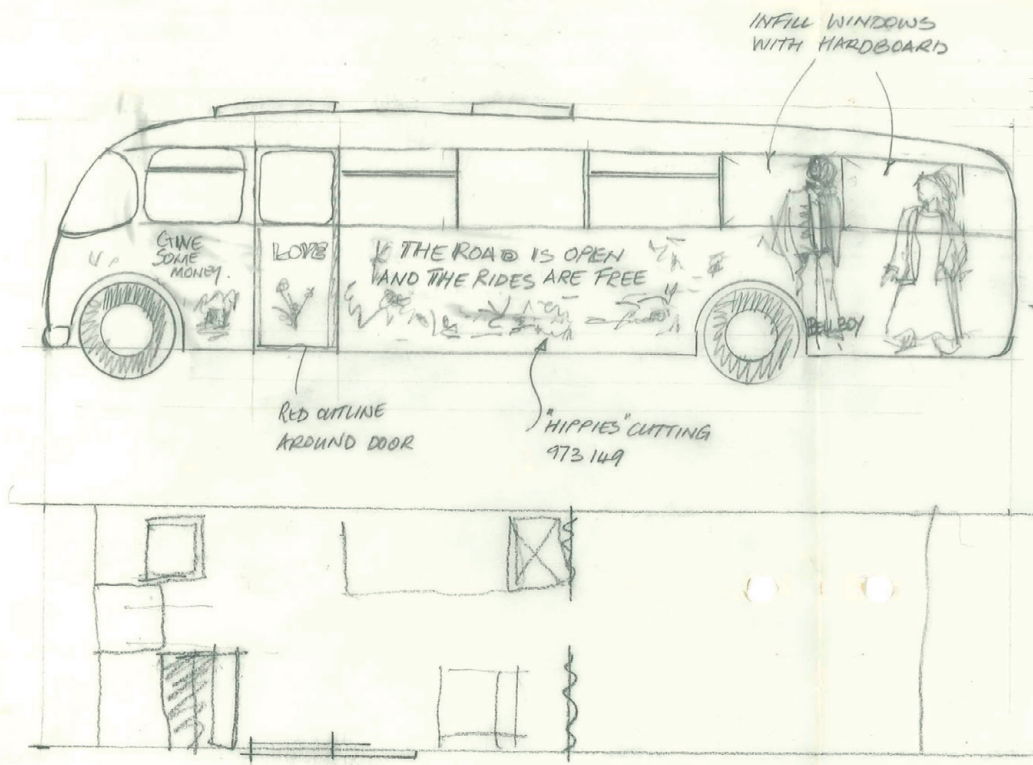 INFILL WINDOWS
WITH HARDBOARD
GIVE
SOME
MONEY.
LOVE
THE ROAD IS OPEN
AND THE RIDES ARE FREE
BELLBOY
RED OUTLINE
AROUND DOOR
"HIPPIES" CUTTING
973 149